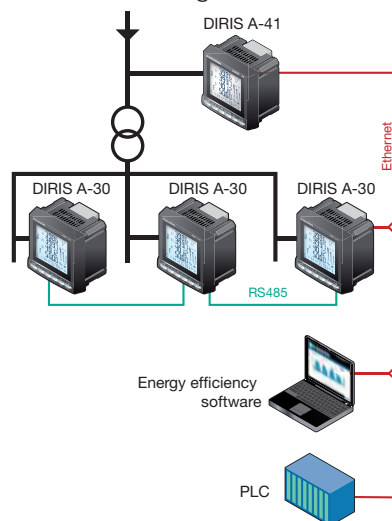 DIRIS A-41
Ethernet
DIRIS A-30
DIRIS A-30
DIRIS A-30
RS485
Energy efficiency
software
PLC